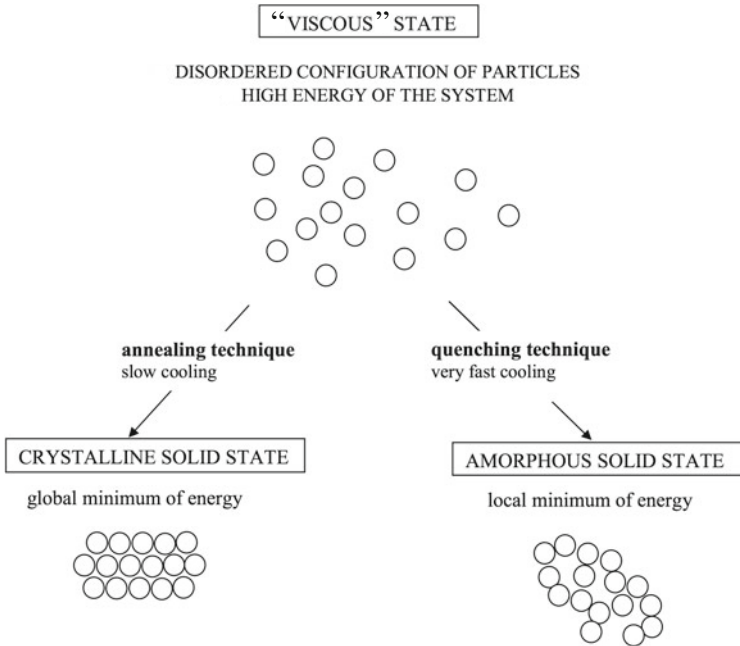 “VISCOUS” STATE
DISORDERED CONFIGURATION OF PARTICLES
HIGH ENERGY OF THE SYSTEM
annealing technique
slow cooling
quenching technique
very fast cooling
CRYSTALLINE SOLID STATE
global minimum of energy
AMORPHOUS SOLID STATE
local minimum of energy